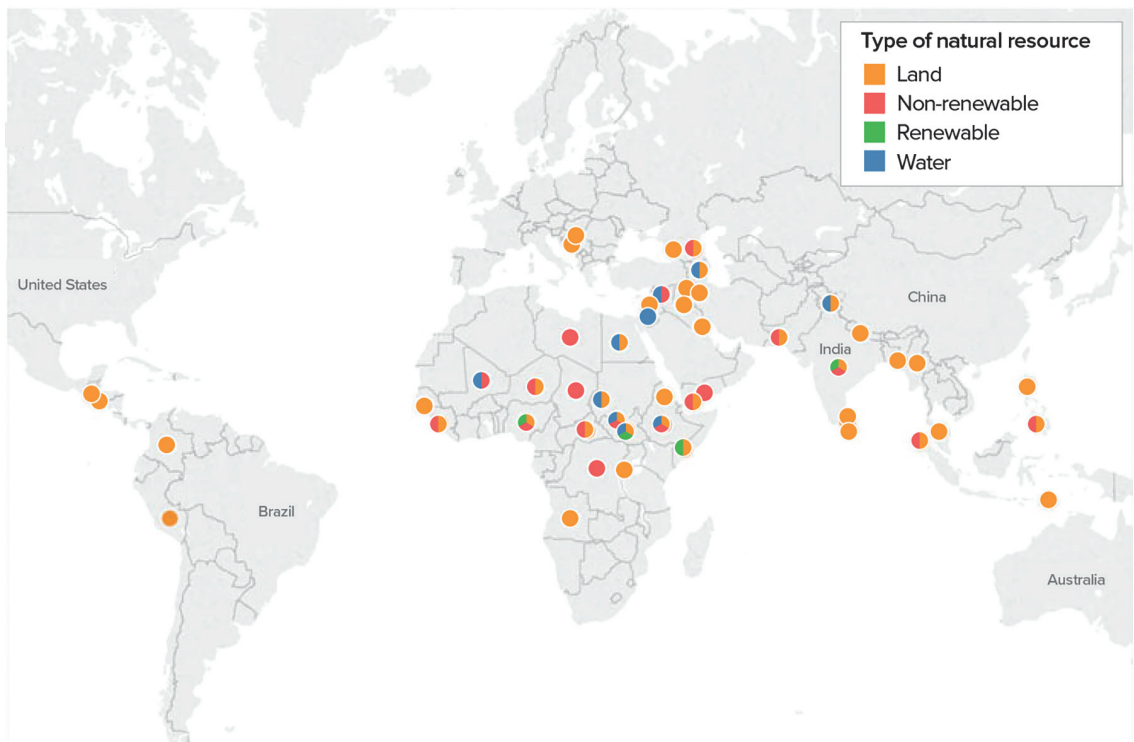 Type of natural resource
Land
Non-renewable
Renewable
Water
United States
China
India
Brazil
Australia